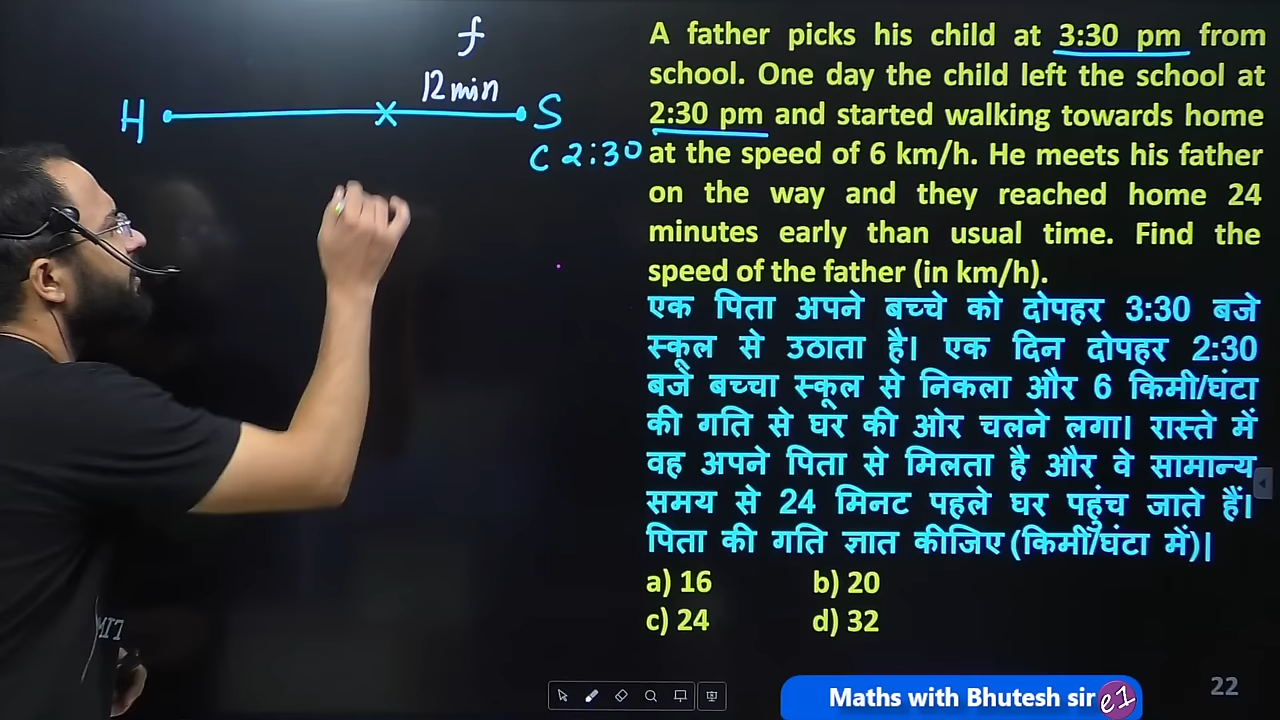 f
12min
H
S
C 2:30
A father picks his child at 3:30 pm from
school. One day the child left the school at
2:30 pm and started walking towards home
at the speed of 6 km/h. He meets his father
on the way and they reached home 24
minutes early than usual time. Find the
speed of the father (in km/h).
एक पिता अपने बच्चे को दोपहर 3:30 बजे
स्कूल से उठाता है। एक दिन दोपहर 2:30
बजे बच्चा स्कूल से निकला और 6 किमी/घंटा
की गति से घर की ओर चलने लगा। रास्ते में
वह अपने पिता से मिलता है और वे सामान्य
समय से 24 मिनट पहले घर पहुंच जाते हैं।
पिता की गति ज्ञात कीजिए (किमी/घंटा में)।
a) 16 b) 20
c) 24 d) 32
Maths with Bhutesh sir e1
22